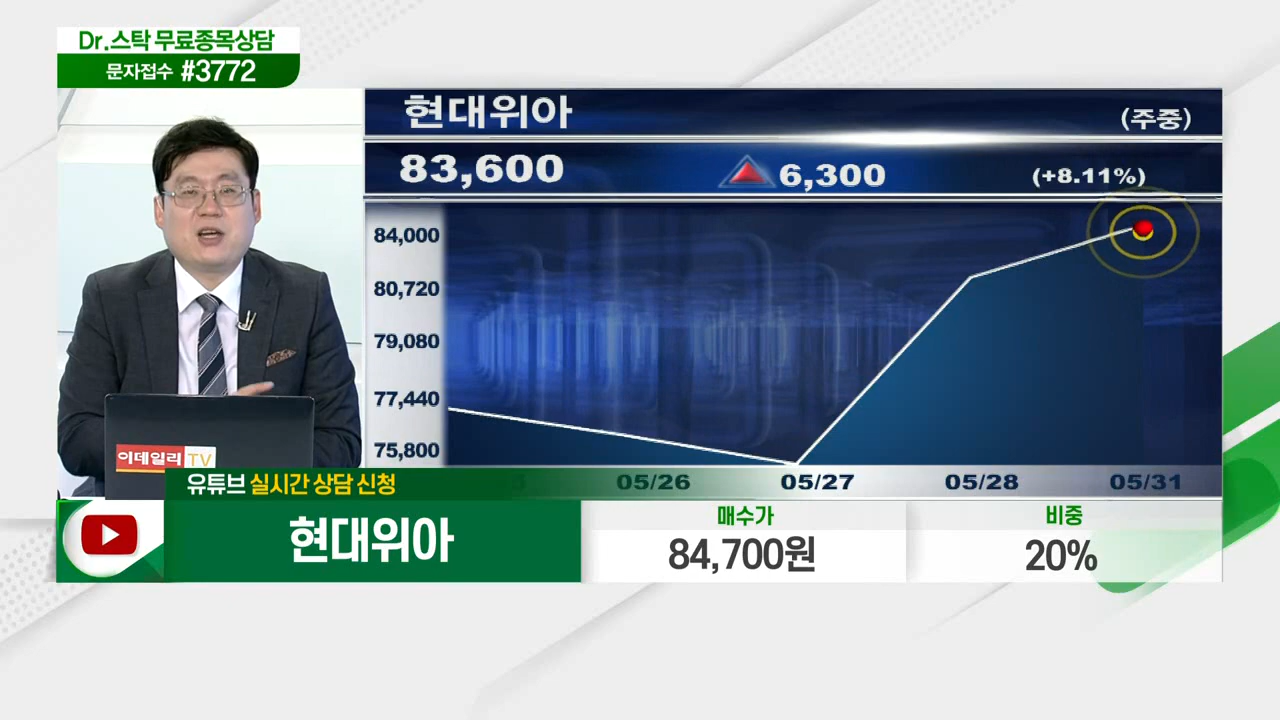 Dr.스탁 무료종목상담
문자접수 #3772
현대위아
(주중)
83,600
6,300
(+8.11%)
84,000
80,720
79,080
77,440
75,800
05/26
05/27
05/28
05/31
이데일리 TV
유튜브 실시간 상담 신청
현대위아
매수가
84,700원
비중
20%